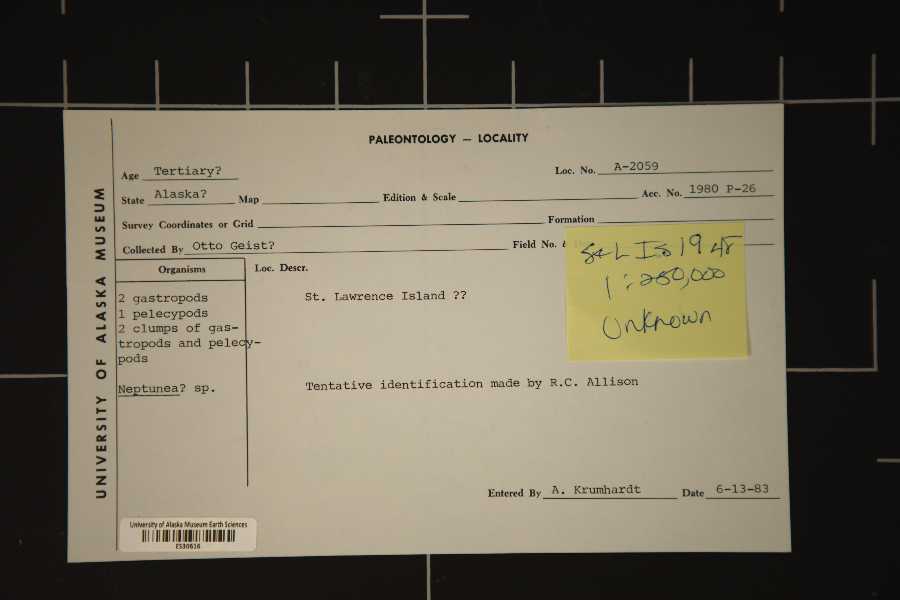 PALEONTOLOGY — LOCALITY
Age Tertiary? Loc. No. A-2059
State Alaska? Map Edition & Scale Acc. No. 1980 P-26
Survey Coordinates or Grid Formation
Collected By Otto Geist? Field No. &
Organisms Loc. Descr.
2 gastropods
1 pelecypods
2 clumps of gas-
tropods and pelecy-
pods
Neptunea? sp.
St. Lawrence Island ??
Tentative identification made by R.C. Allison
1:250,000
Unknown
Entered By A. Krumhardt Date 6-13-83
UNIVERSITY OF ALASKA MUSEUM
University of Alaska Museum Earth Sciences
ES30616